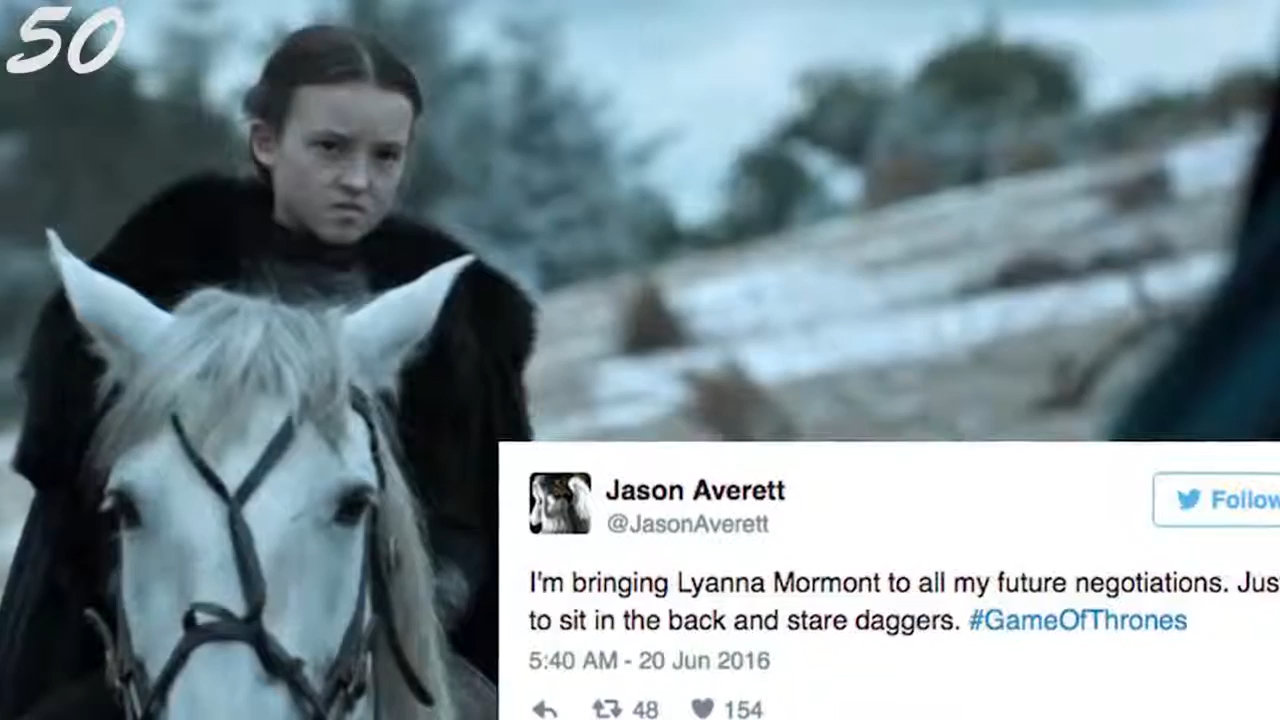 50
Jason Averett
@JasonAverett
Follow
I'm bringing Lyanna Mormont to all my future negotiations. Jus
to sit in the back and stare daggers. #GameOfThrones
5:40 AM - 20 Jun 2016
48 154